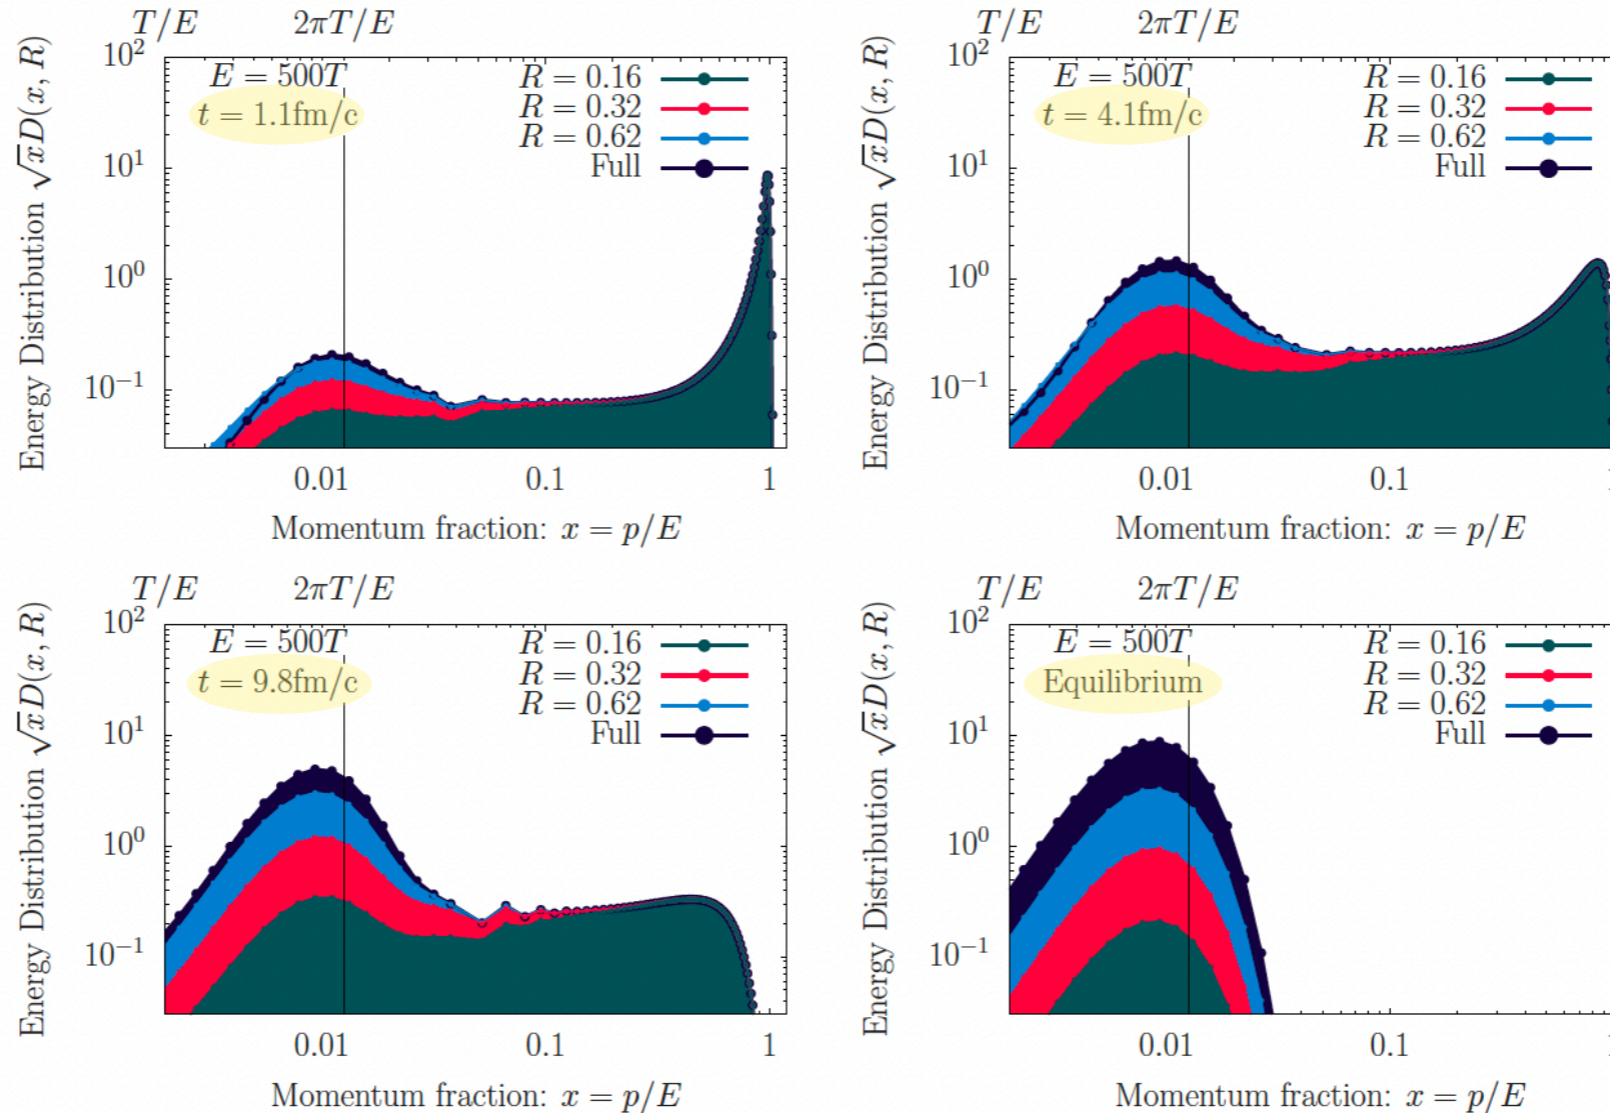 T/E 2πT/E
Energy Distribution √xD(x, R)
10² 10¹ 10⁰ 10⁻¹
E = 500T
t = 1.1fm/c
R = 0.16
R = 0.32
R = 0.62
Full
0.01 0.1 1
Momentum fraction: x = p/E
T/E 2πT/E
Energy Distribution √xD(x, R)
10² 10¹ 10⁰ 10⁻¹
E = 500T
t = 4.1fm/c
R = 0.16
R = 0.32
R = 0.62
Full
0.01 0.1
Momentum fraction: x = p/E
T/E 2πT/E
Energy Distribution √xD(x, R)
10² 10¹ 10⁰ 10⁻¹
E = 500T
t = 9.8fm/c
R = 0.16
R = 0.32
R = 0.62
Full
0.01 0.1 1
Momentum fraction: x = p/E
T/E 2πT/E
Energy Distribution √xD(x, R)
10² 10¹ 10⁰ 10⁻¹
E = 500T
Equilibrium
R = 0.16
R = 0.32
R = 0.62
Full
0.01 0.1
Momentum fraction: x = p/E